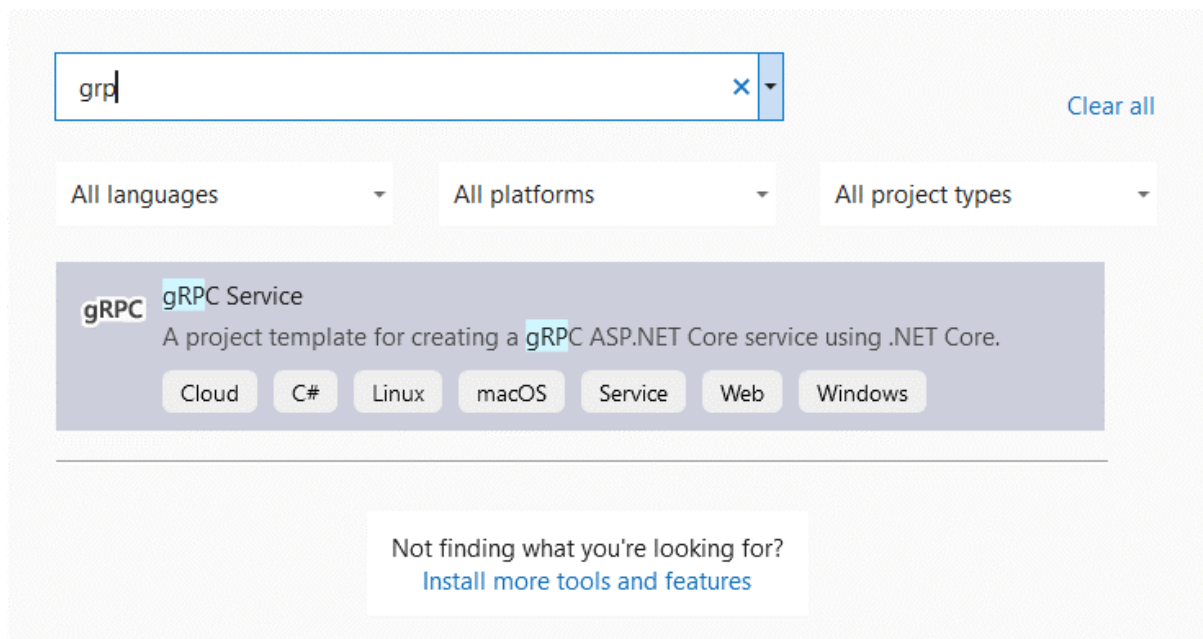 grp
Clear all
All languages
All platforms
All project types
gRPC
gRPC Service
A project template for creating a gRPC ASP.NET Core service using .NET Core.
Cloud C# Linux macOS Service Web Windows
Not finding what you're looking for?
Install more tools and features